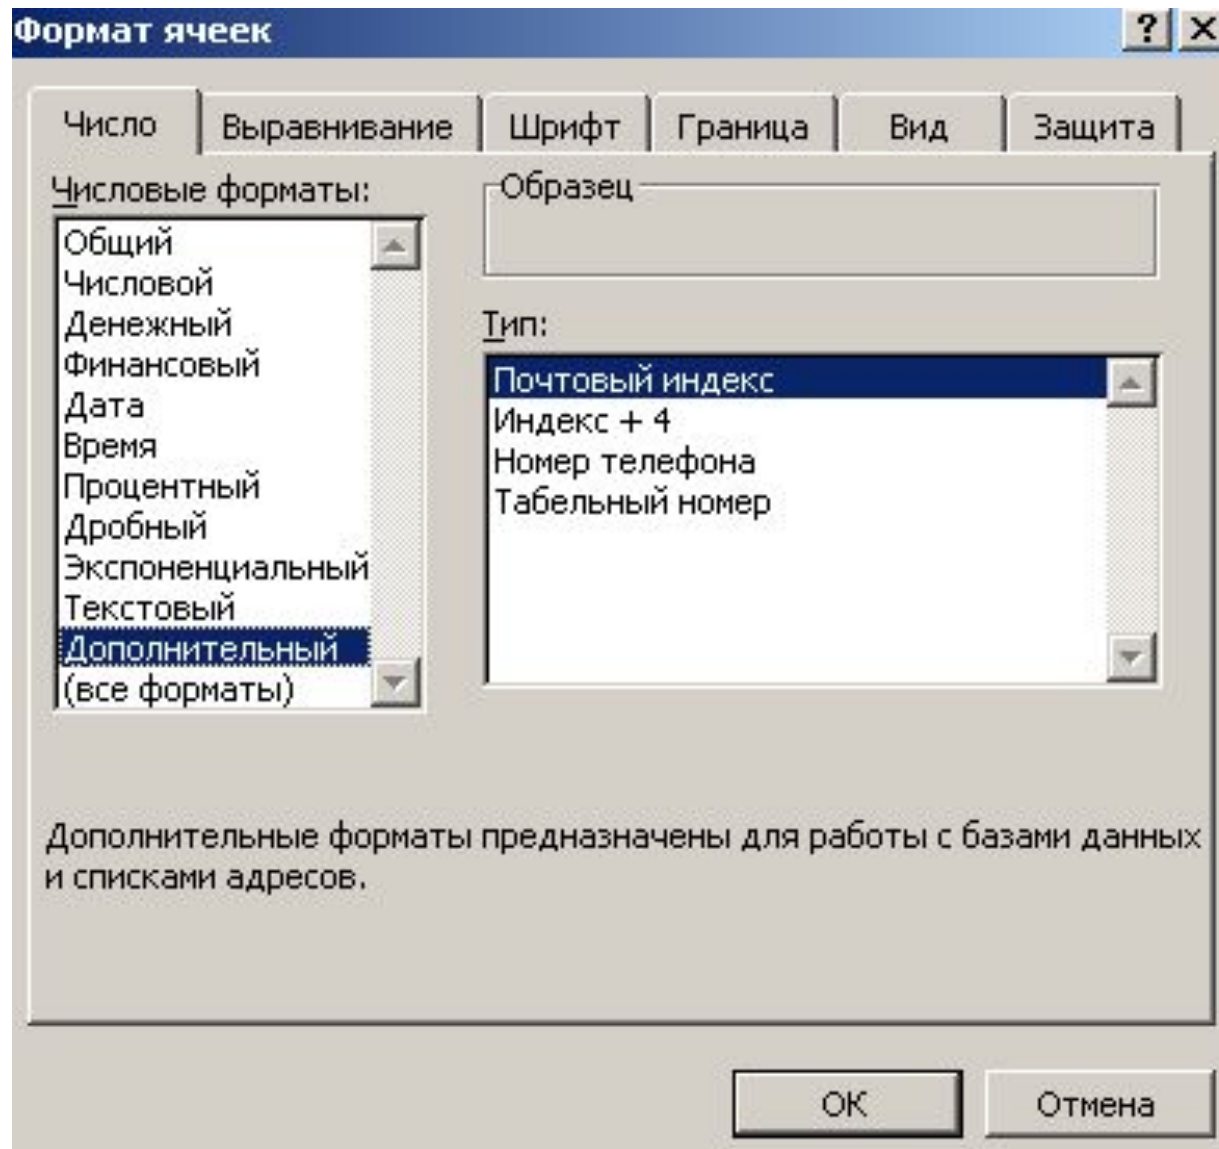 Формат ячеек
Число Выравнивание Шрифт Граница Вид Защита
Числовые форматы:
Общий
Числовой
Денежный
Финансовый
Дата
Время
Процентный
Дробный
Экспоненциальный
Текстовый
Дополнительный
(все форматы)
Образец
Тип:
Почтовый индекс
Индекс + 4
Номер телефона
Табельный номер
Дополнительные форматы предназначены для работы с базами данных
и списками адресов.
ОК Отмена